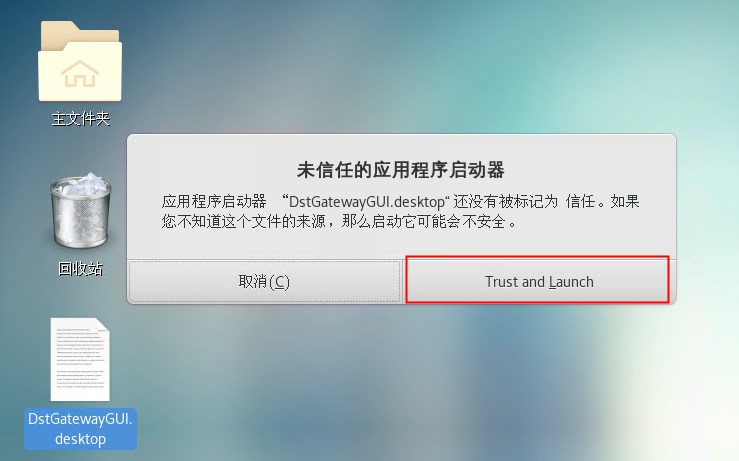 主文件夹
未信任的应用程序启动器
应用程序启动器 “DstGatewayGUI.desktop“ 还没有被标记为 信任。如果
您不知道这个文件的来源，那么启动它可能会不安全。
回收站
取消(C)
Trust and Launch
DstGatewayGUI.
desktop